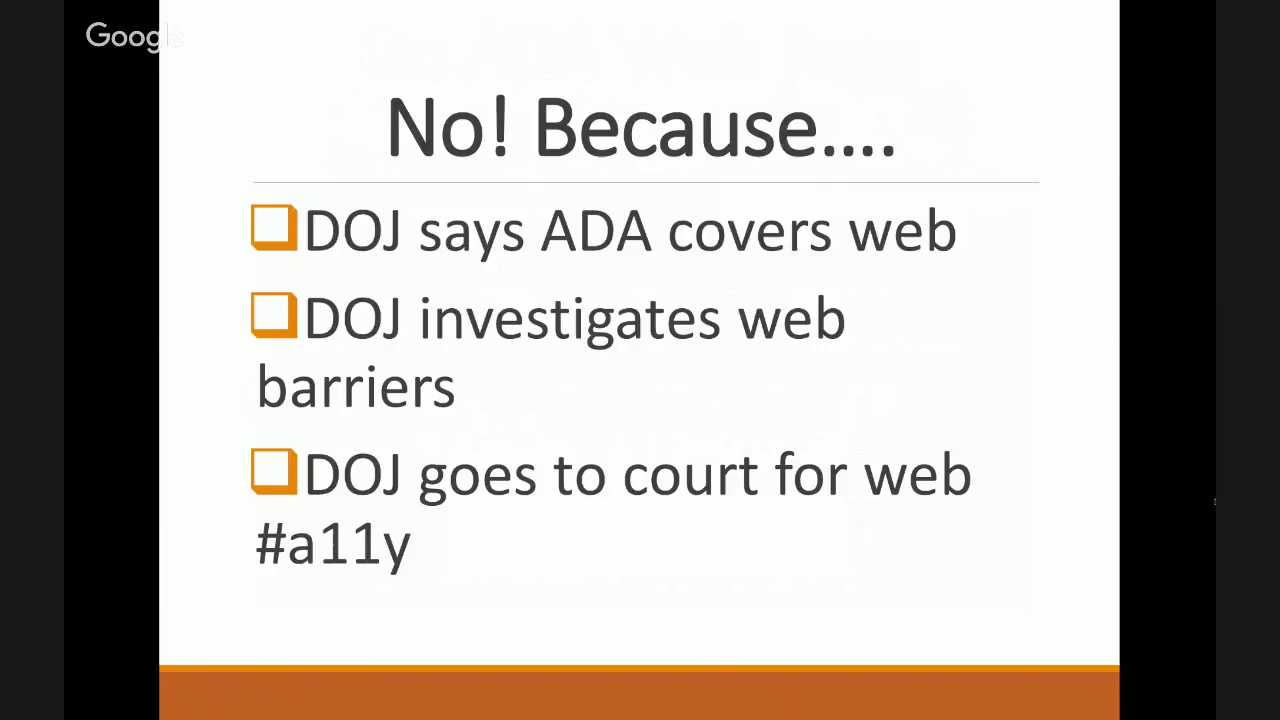 Google
No! Because....
DOJ says ADA covers web
DOJ investigates web
barriers
DOJ goes to court for web
#a11y